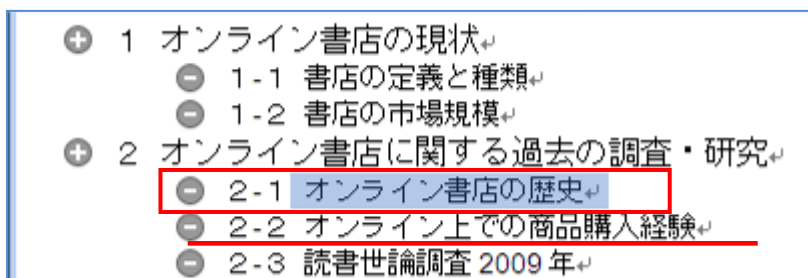 1 オンライン書店の現状↵
1-1 書店の定義と種類↵
1-2 書店の市場規模↵
2 オンライン書店に関する過去の調査・研究↵
2-1 オンライン書店の歴史↵
2-2 オンライン上での商品購入経験↵
2-3 読書世論調査 2009 年↵